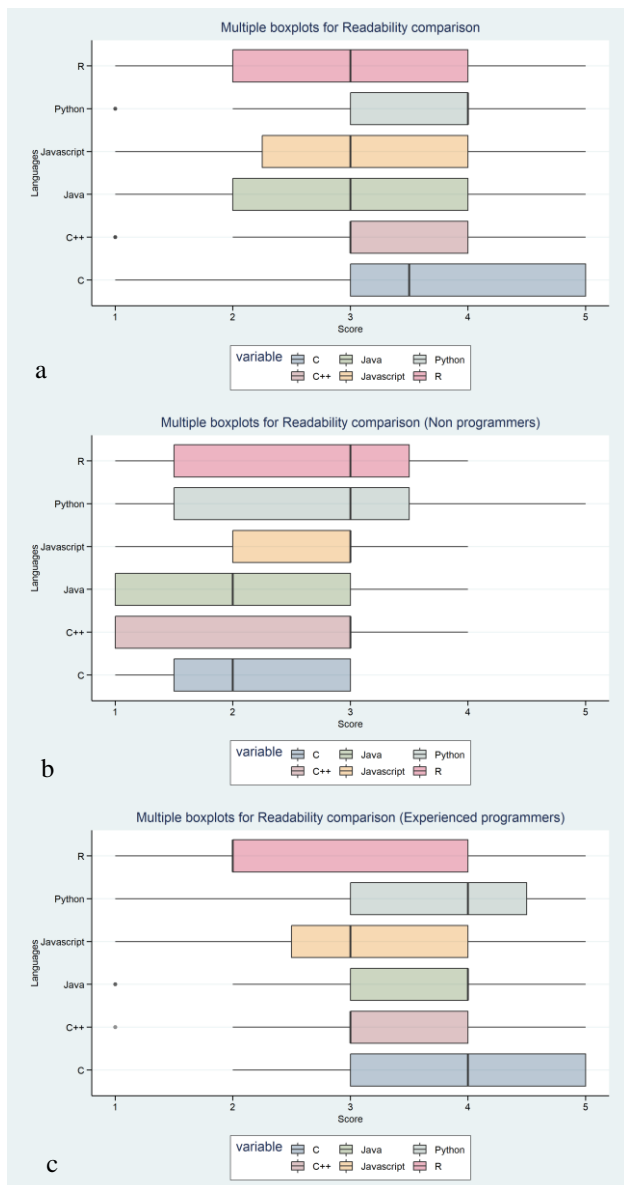 Multiple boxplots for Readability comparison
Languages
R
Python
Javascript
Java
C++
C
1 2 3 4 5
Score
variable C Java Python
C++ Javascript R
a
Multiple boxplots for Readability comparison (Non programmers)
Languages
R
Python
Javascript
Java
C++
C
1 2 3 4 5
Score
variable C Java Python
C++ Javascript R
b
Multiple boxplots for Readability comparison (Experienced programmers)
Languages
R
Python
Javascript
Java
C++
C
1 2 3 4 5
Score
variable C Java Python
C++ Javascript R
c